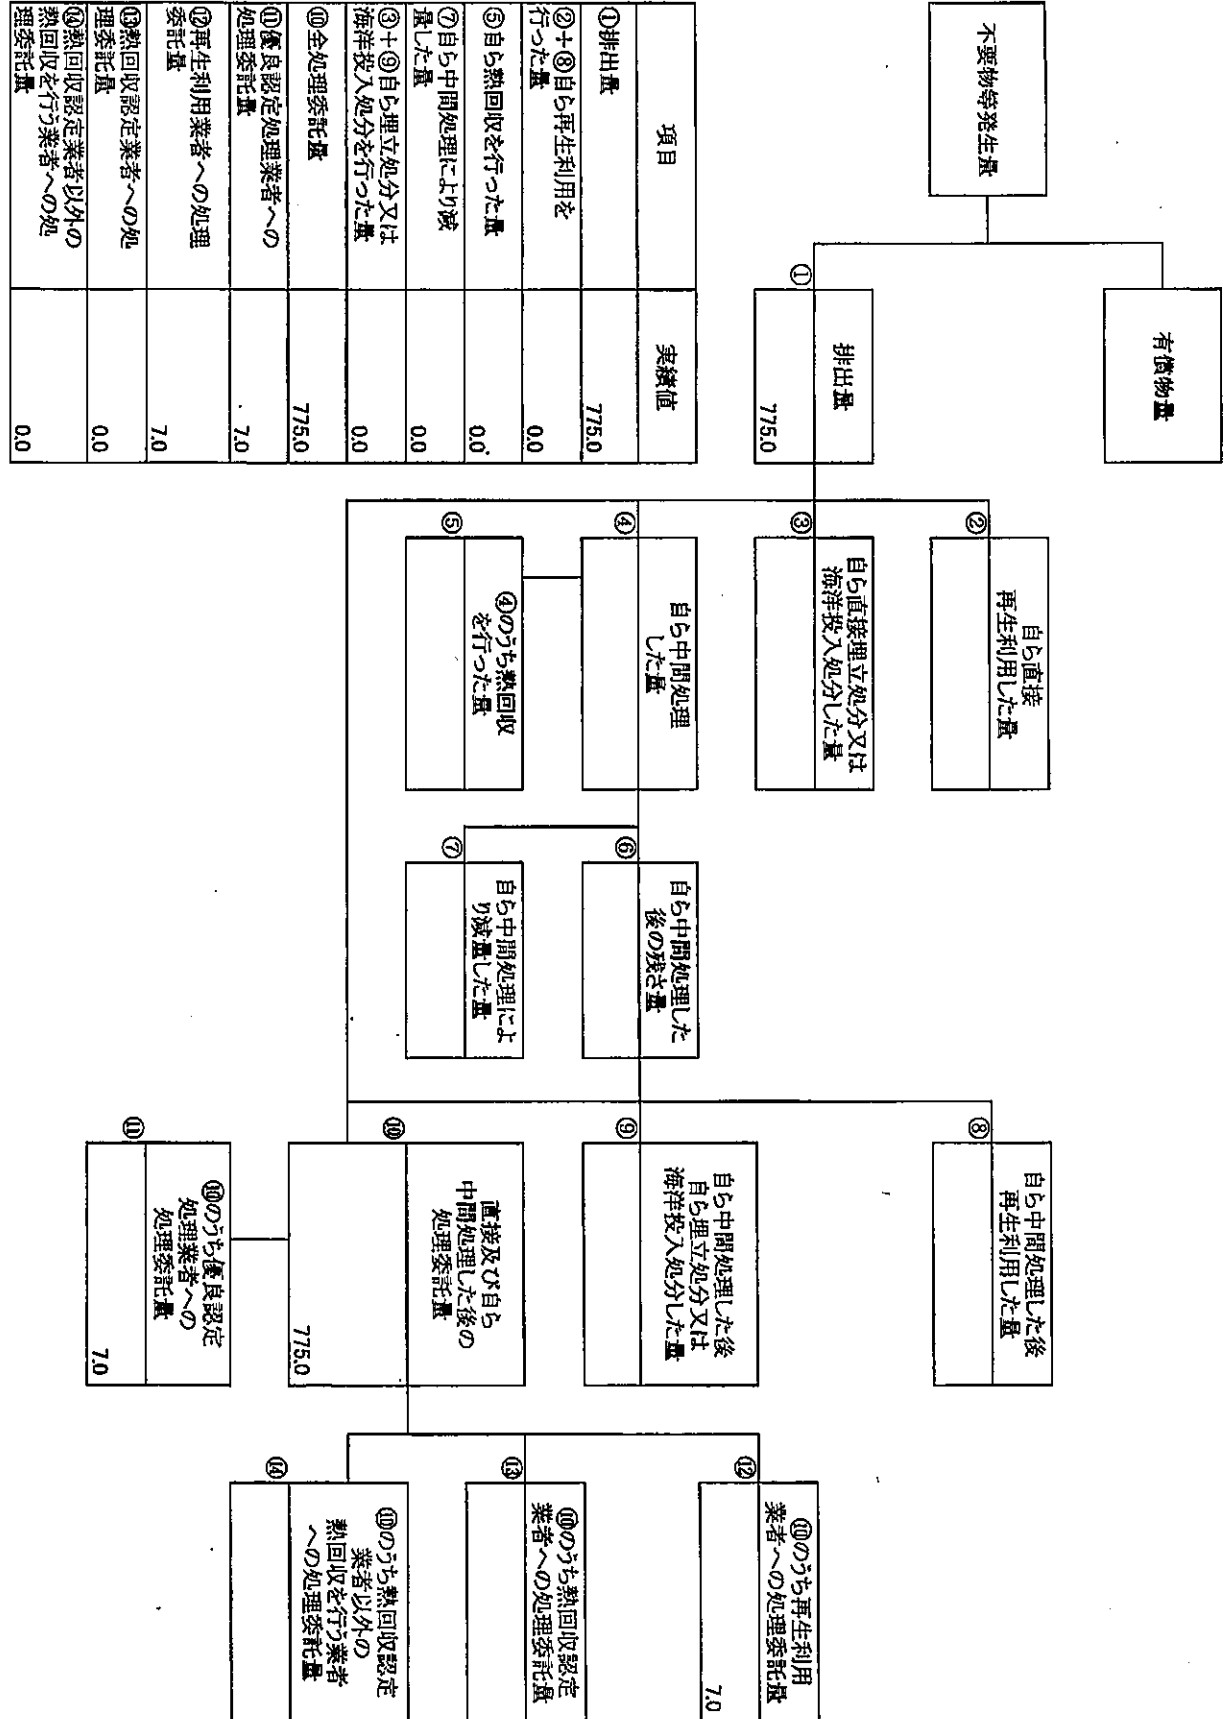 不要物等発生量
有償物量
①
排出量
775.0
②
自ら直接
再生利用した量
③
自ら直接埋立処分又は
海洋投入処分した量
④
自ら中間処理
した量
⑤
④のうち熱回収
を行った量
⑥
自ら中間処理した
後の残さ量
⑦
自ら中間処理によ
り減量した量
⑧
自ら中間処理した後
再生利用した量
⑨
自ら中間処理した後
自ら埋立処分又は
海洋投入処分した量
⑩
直接及び自ら
中間処理した後の
処理委託量
775.0
⑪
⑩のうち優良認定
処理業者への
処理委託量
7.0
⑫
⑩のうち再生利用
業者への処理委託量
7.0
⑬
⑩のうち熱回収認定
業者への処理委託量
⑭
⑩のうち熱回収認定
業者以外の
熱回収を行う業者
への処理委託量
項目
実績値
①排出量
775.0
②+⑧自ら再生利用を
行った量
0.0
⑤自ら熱回収を行った量
0.0
⑦自ら中間処理により減
量した量
0.0
③+⑨自ら埋立処分又は
海洋投入処分を行った量
0.0
⑩全処理委託量
775.0
⑪優良認定処理業者への
処理委託量
7.0
⑫再生利用業者への処理
委託量
7.0
⑬熱回収認定業者への処
理委託量
0.0
⑭熱回収認定業者以外の
熱回収を行う業者への処
理委託量
0.0